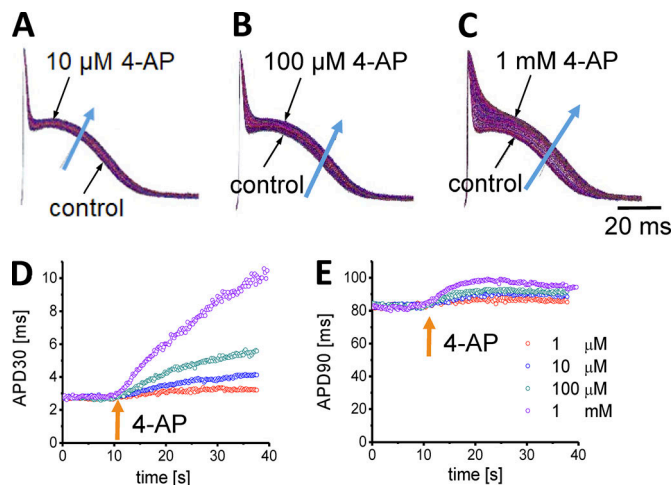 A
B
C
10 µM 4-AP
100 µM 4-AP
1 mM 4-AP
control
control
control
20 ms
D
E
APD30 [ms]
10
8
6
4
2
0
4-AP
0 10 20 30 40
time [s]
APD90 [ms]
100
80
60
40
20
0
4-AP
1 µM
10 µM
100 µM
1 mM
0 10 20 30 40
time [s]